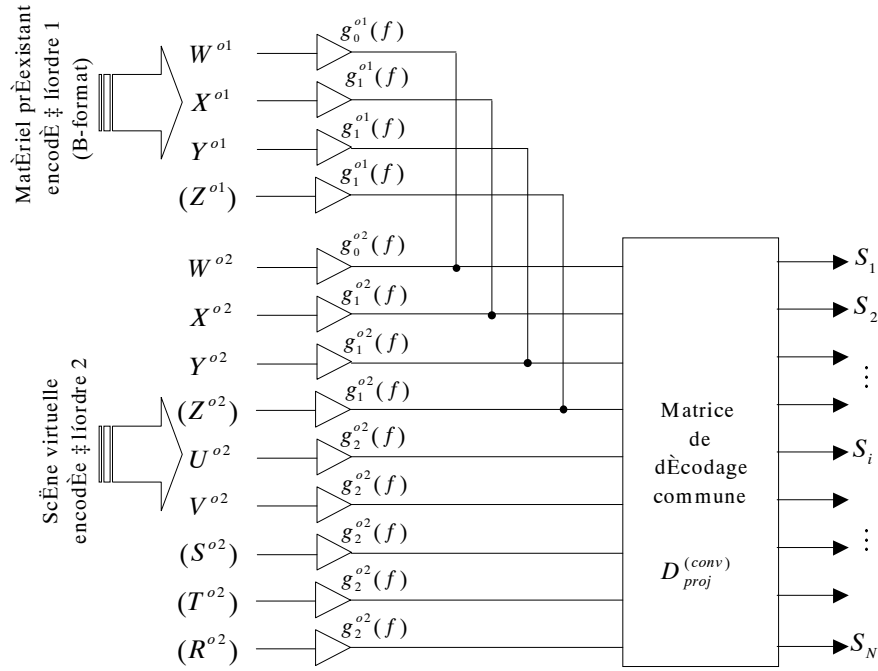 MatÈriel prÈexistant
encodÈ ‡ líordre 1
(B-format)
W^{o1}
g_0^{o1}(f)
X^{o1}
g_1^{o1}(f)
Y^{o1}
g_1^{o1}(f)
(Z^{o1})
g_1^{o1}(f)
ScËne virtuelle
encodÈe ‡ líordre 2
W^{o2}
g_0^{o2}(f)
X^{o2}
g_1^{o2}(f)
Y^{o2}
g_1^{o2}(f)
(Z^{o2})
g_1^{o2}(f)
U^{o2}
g_2^{o2}(f)
V^{o2}
g_2^{o2}(f)
(S^{o2})
g_2^{o2}(f)
(T^{o2})
g_2^{o2}(f)
(R^{o2})
g_2^{o2}(f)
Matrice
de
dÈcodage
commune
D_{proj}^{(conv)}
S_1
S_2
⋮
S_i
⋮
S_N